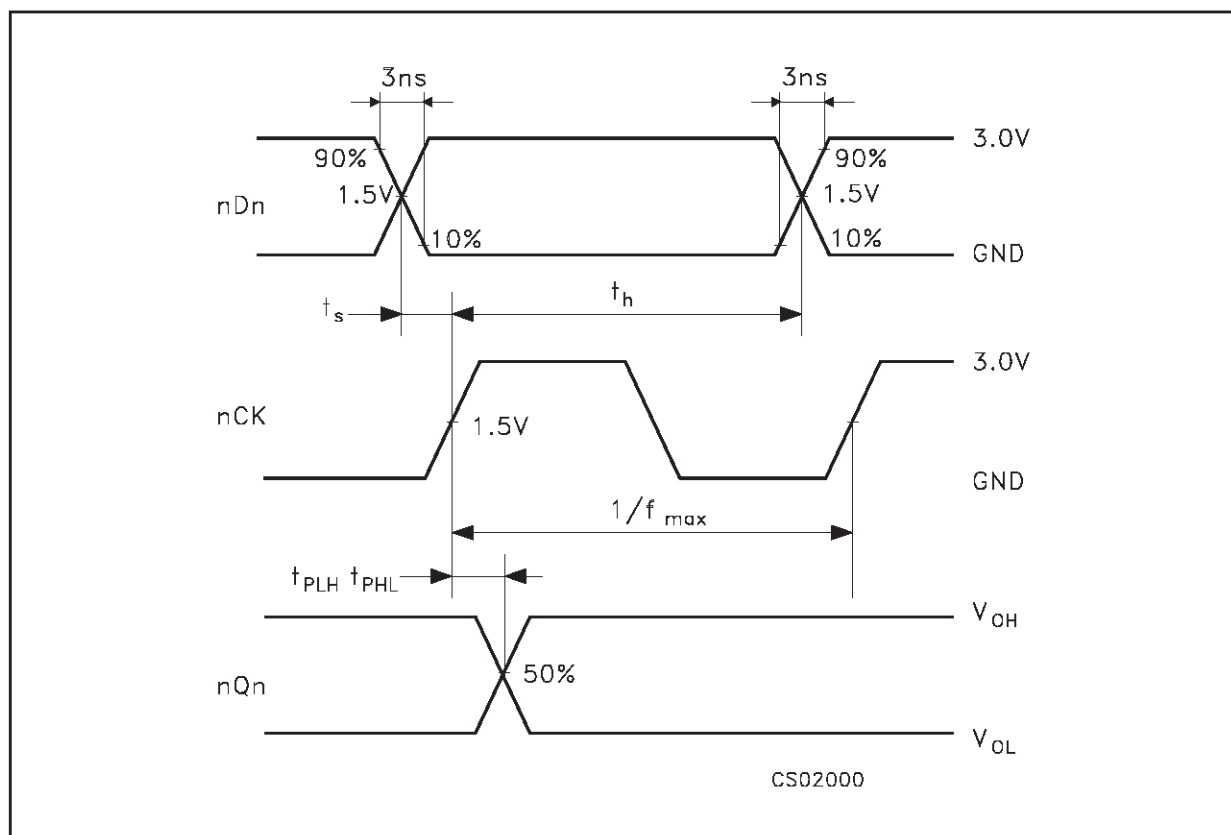 3ns 3ns
3.0V
90% 90%
nDn 1.5V 1.5V
10% 10%
GND
ts th
3.0V
nCK 1.5V
GND
1/f max
tPLH tPHL
VOH
nQn 50%
VOL
CS02000